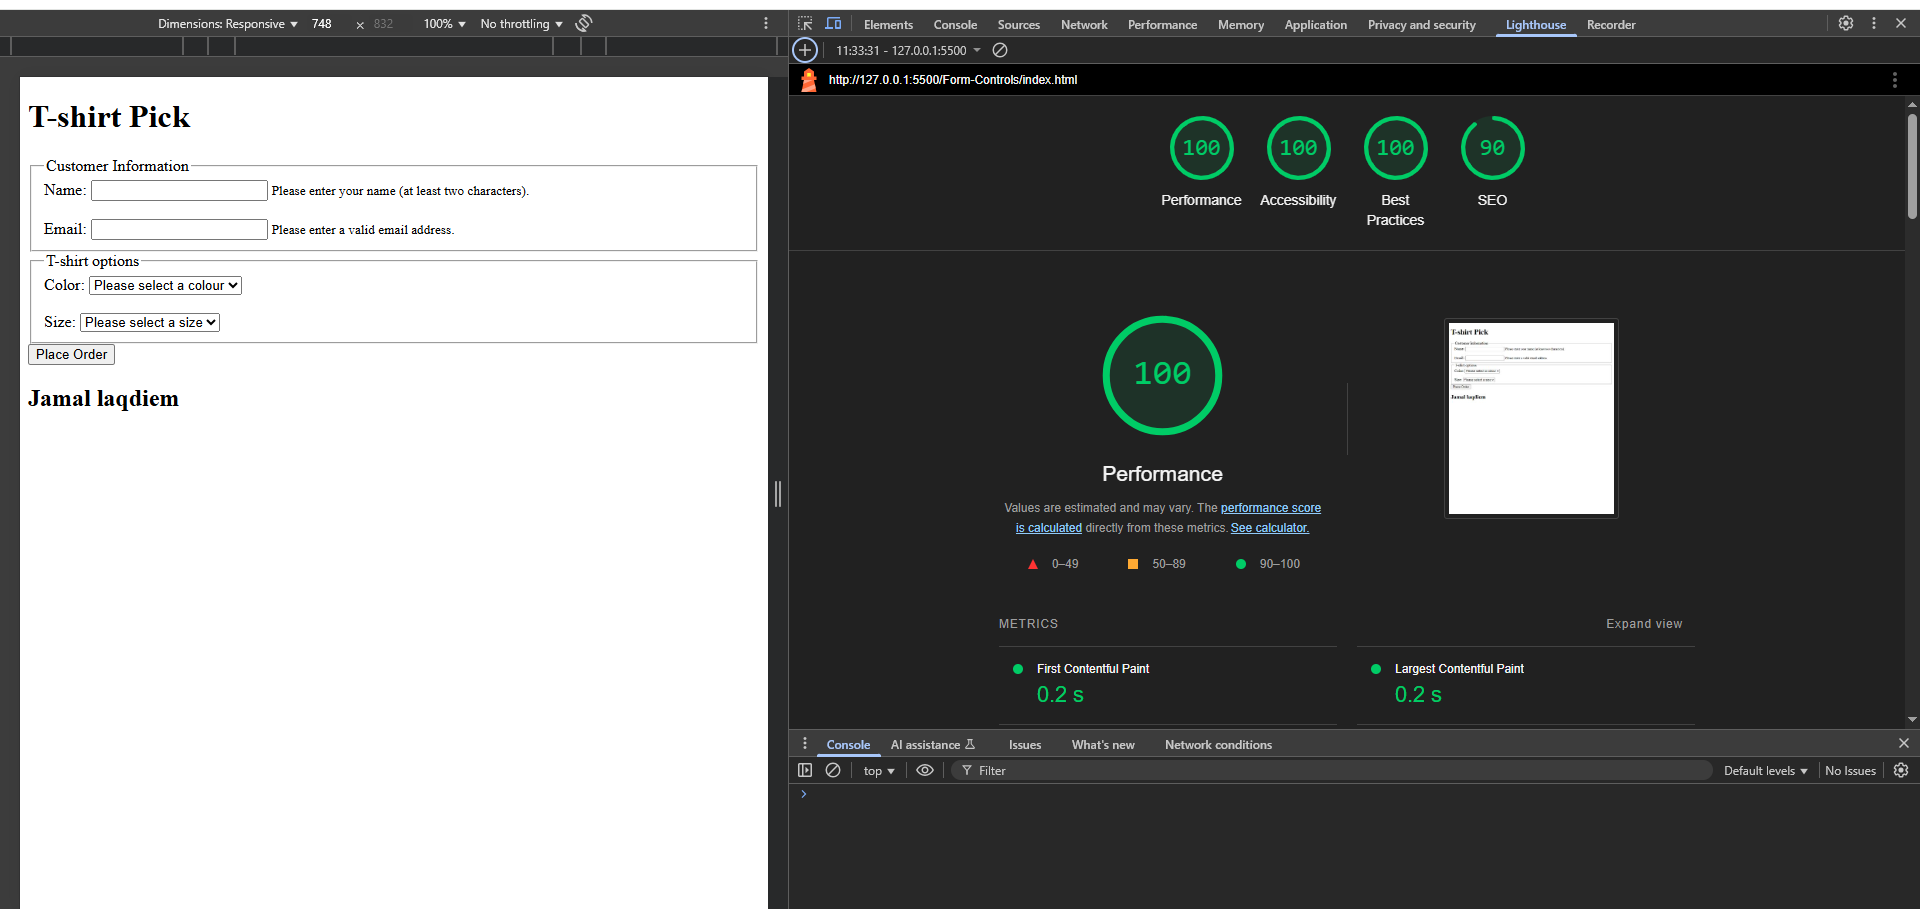 Dimensions: Responsive 748 × 832 100% No throttling
T-shirt Pick
Customer Information
Name: Please enter your name (at least two characters).
Email: Please enter a valid email address.
T-shirt options
Color: Please select a colour
Size: Please select a size
Place Order
Jamal laqdiem
Elements Console Sources Network Performance Memory Application Privacy and security Lighthouse Recorder
11:33:31 - 127.0.0.1:5500
http://127.0.0.1:5500/Form-Controls/index.html
100 100 100 90
Performance Accessibility Best Practices SEO
100
Performance
Values are estimated and may vary. The performance score
is calculated directly from these metrics. See calculator.
0–49 50–89 90–100
T-shirt Pick
Jamal laqdiem
METRICS Expand view
First Contentful Paint Largest Contentful Paint
0.2 s 0.2 s
Console AI assistance Issues What's new Network conditions
top Filter Default levels No Issues